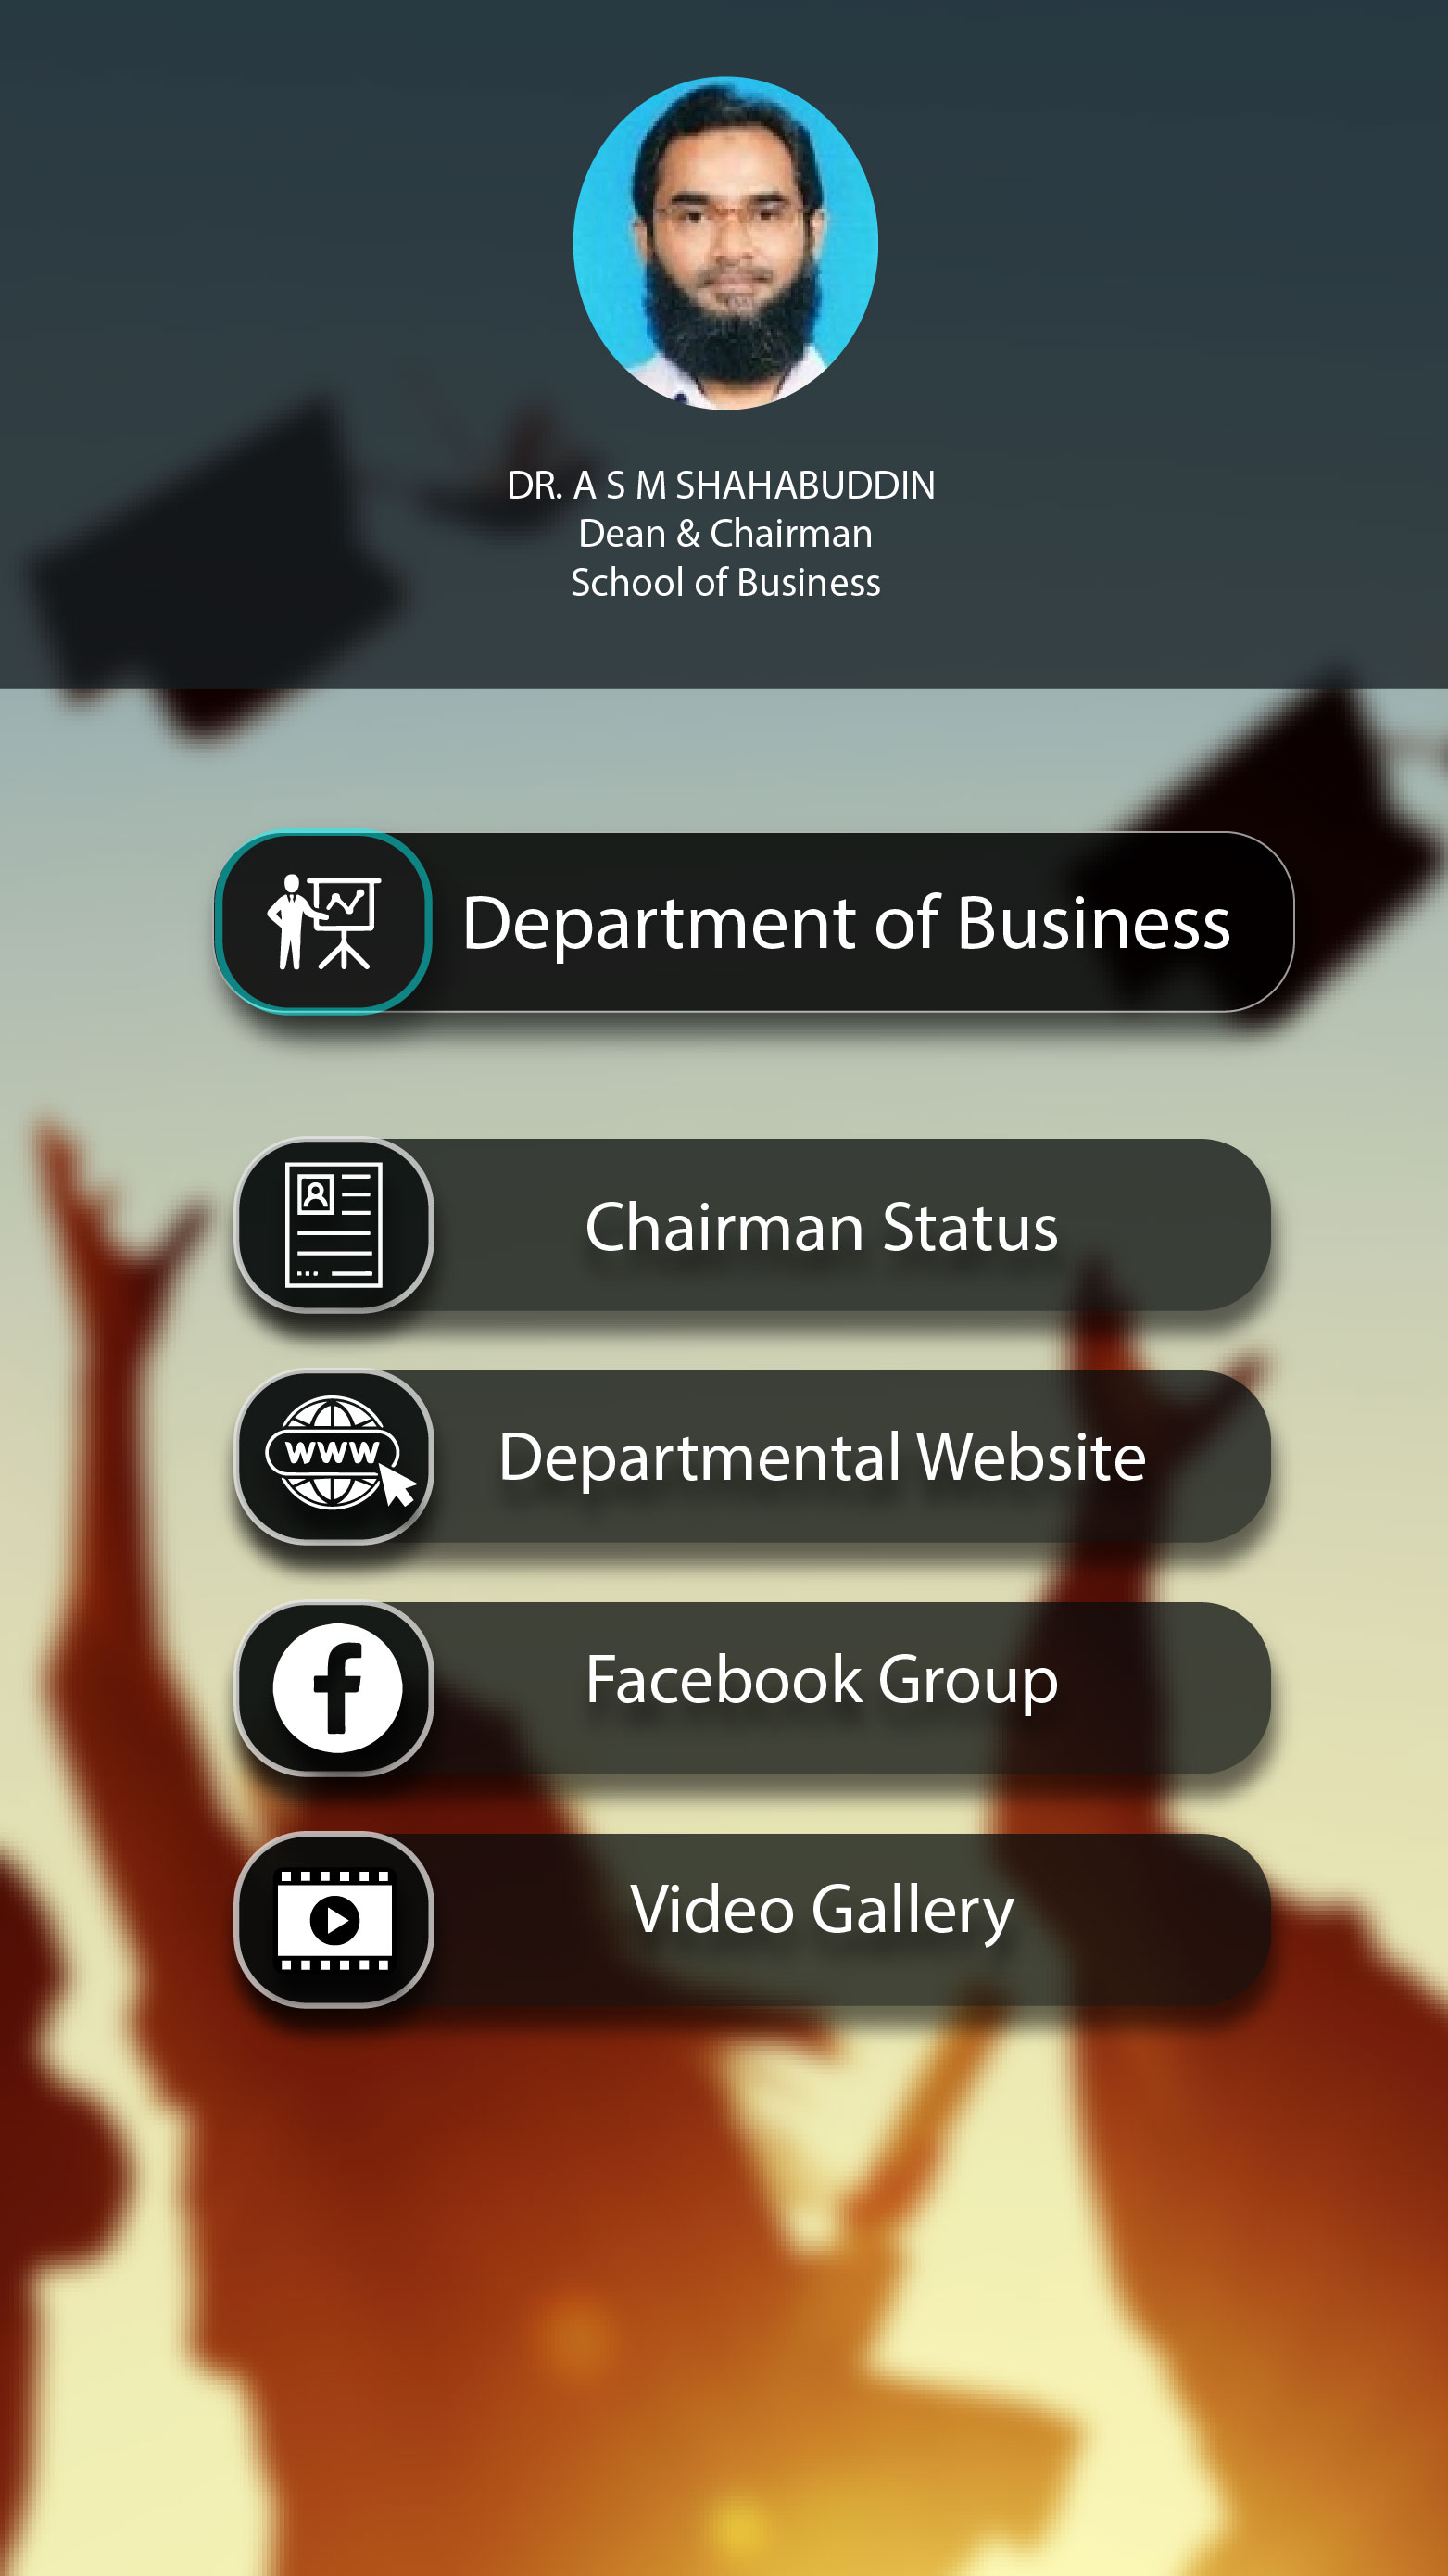 DR. A S M SHAHABUDDIN
Dean & Chairman
School of Business
Department of Business
Chairman Status
www
Departmental Website
Facebook Group
Video Gallery